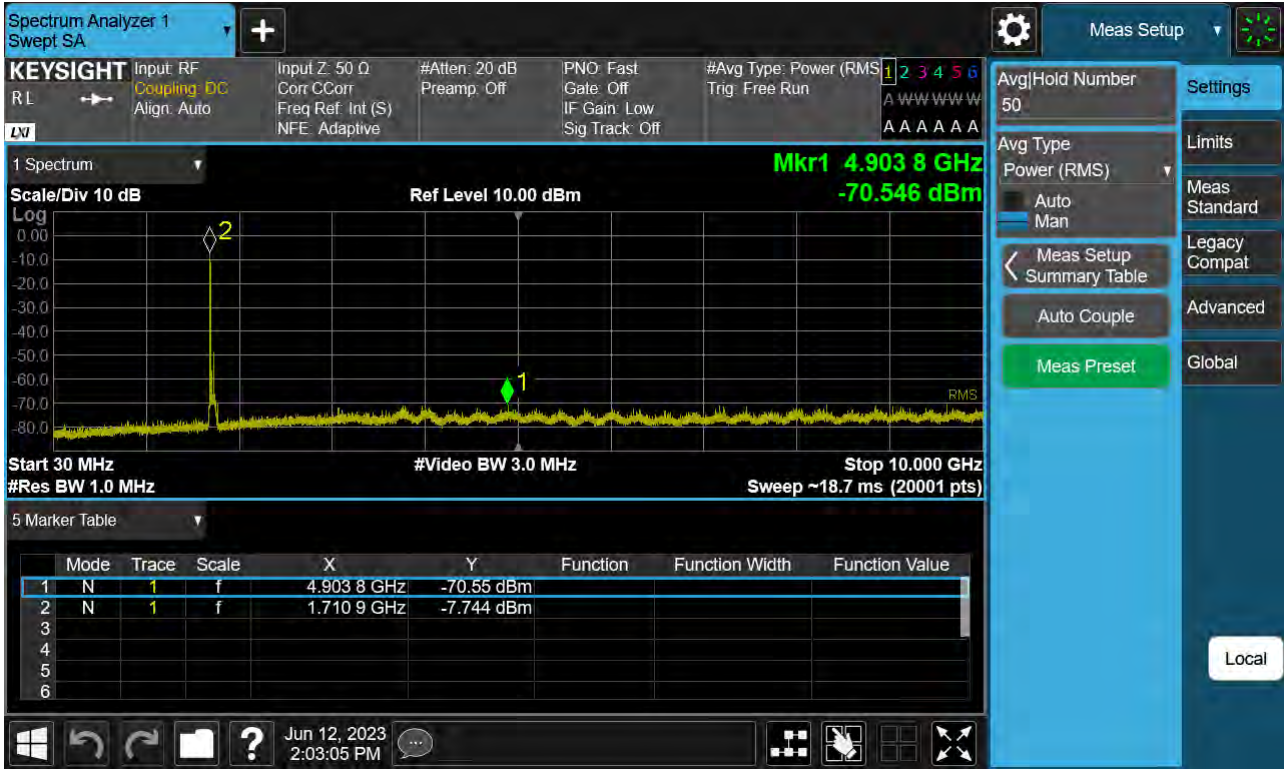 Spectrum Analyzer 1
Swept SA
+
Meas Setup
KEYSIGHT
R L
LXI
Input: RF
Coupling: DC
Align: Auto
Input Z: 50 Ω
Corr CCorr
Freq Ref: Int (S)
NFE: Adaptive
#Atten: 20 dB
Preamp: Off
PNO: Fast
Gate: Off
IF Gain: Low
Sig Track: Off
#Avg Type: Power (RMS
Trig: Free Run
1 2 3 4 5 6
A W W W W W
A A A A A A
1 Spectrum
Mkr1 4.903 8 GHz
-70.546 dBm
Scale/Div 10 dB
Ref Level 10.00 dBm
Log
0.00
-10.0
-20.0
-30.0
-40.0
-50.0
-60.0
-70.0
-80.0
2
1
RMS
Start 30 MHz
#Video BW 3.0 MHz
Stop 10.000 GHz
#Res BW 1.0 MHz
Sweep ~18.7 ms (20001 pts)
5 Marker Table
Mode Trace Scale X Y Function Function Width Function Value
1 N 1 f 4.903 8 GHz -70.55 dBm
2 N 1 f 1.710 9 GHz -7.744 dBm
3
4
5
6
Avg|Hold Number
50
Avg Type
Power (RMS)
Auto
Man
Meas Setup
Summary Table
Auto Couple
Meas Preset
Settings
Limits
Meas
Standard
Legacy
Compat
Advanced
Global
Local
?
Jun 12, 2023
2:03:05 PM